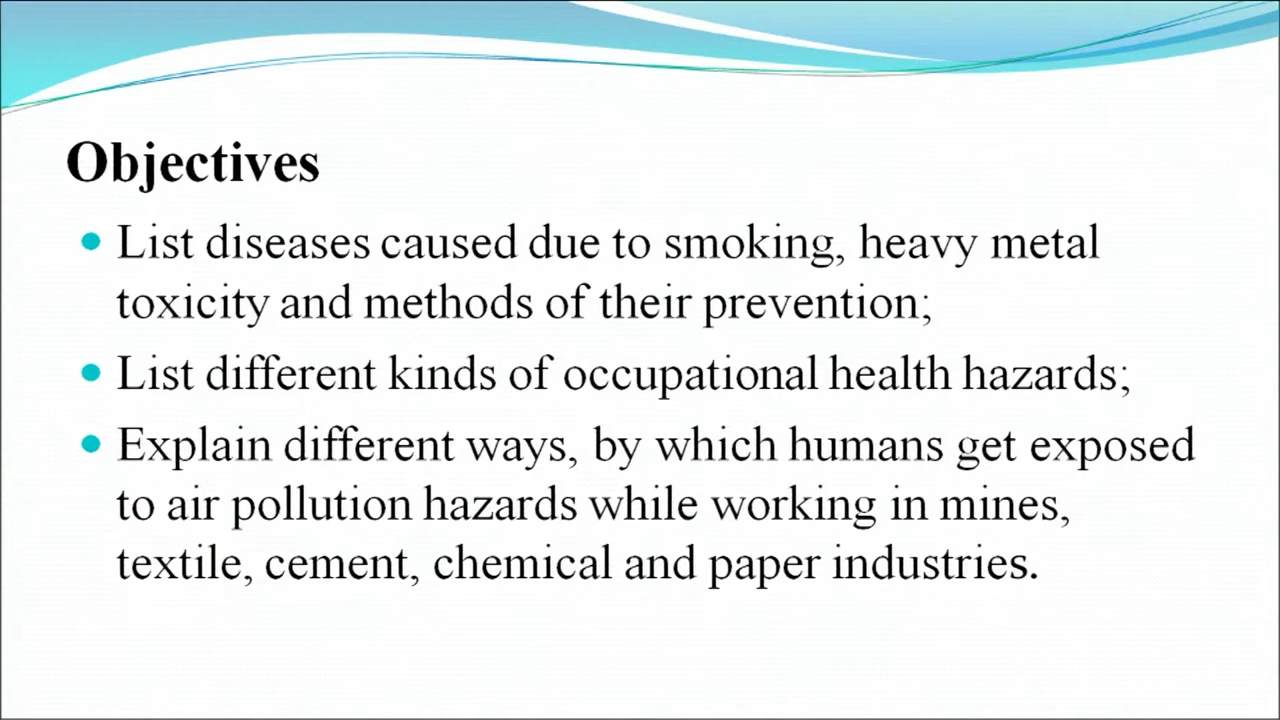 Objectives
• List diseases caused due to smoking, heavy metal
toxicity and methods of their prevention;
• List different kinds of occupational health hazards;
• Explain different ways, by which humans get exposed
to air pollution hazards while working in mines,
textile, cement, chemical and paper industries.